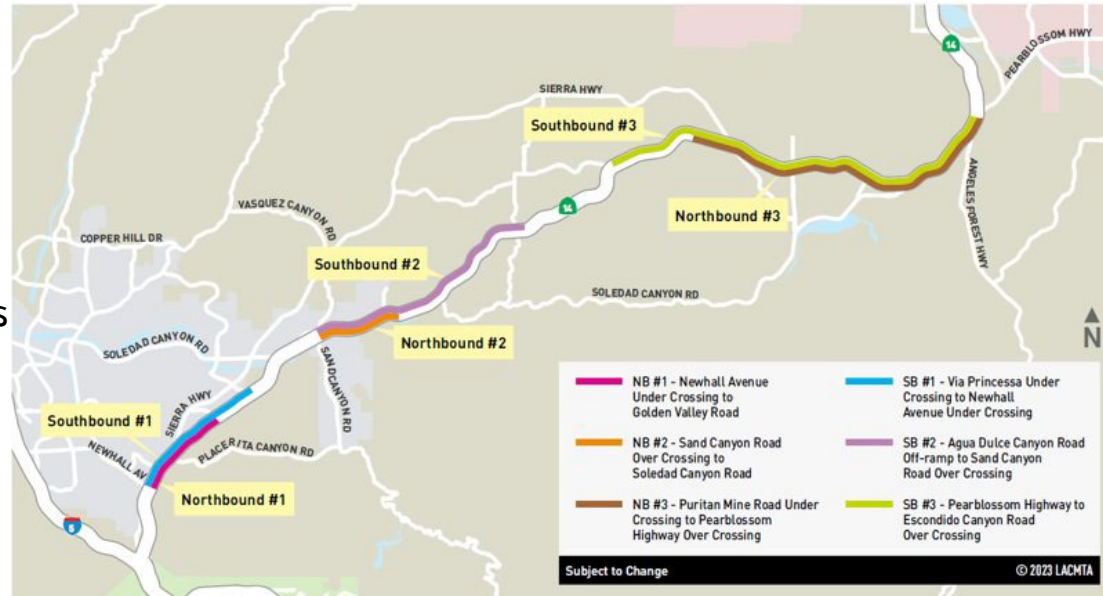 14
PEARBLOSSOM HWY
SIERRA HWY
Southbound #3
14
Northbound #3
ANGELES FOREST HWY
VASQUEZ CANYON RD
COPPER HILL DR
Southbound #2
SOLEDAD CANYON RD
Northbound #2
S
SOLEDAD CANYON RD
SAND CANYON RD
SIERRA HWY
Southbound #1
NEWHALL AV
PLACERITA CANYON RD
Northbound #1
5
N
NB #1 - Newhall Avenue
Under Crossing to
Golden Valley Road
SB #1 - Via Princessa Under
Crossing to Newhall
Avenue Under Crossing
NB #2 - Sand Canyon Road
Over Crossing to
Soledad Canyon Road
SB #2 - Agua Dulce Canyon Road
Off-ramp to Sand Canyon
Road Over Crossing
NB #3 - Puritan Mine Road Under
Crossing to Pearblossom
Highway Over Crossing
SB #3 - Pearblossom Highway to
Escondido Canyon Road
Over Crossing
Subject to Change
© 2023 LACMTA